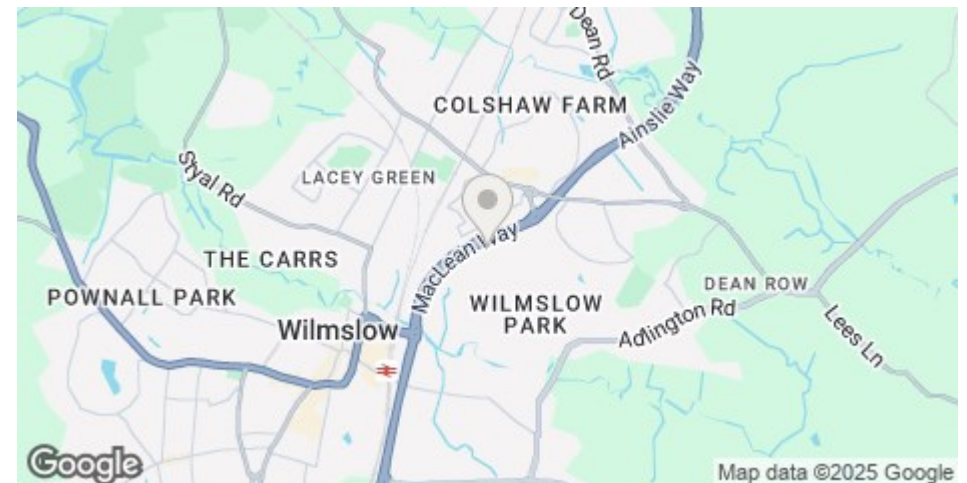 Dean Rd
COLSHAW FARM
Ainslie Way
Styal Rd
LACEY GREEN
MacLean Way
THE CARRS
DEAN ROW
POWNALL PARK
WILMSLOW
PARK
Wilmslow
Adlington Rd
Lees Ln
Google
Map data ©2025 Google